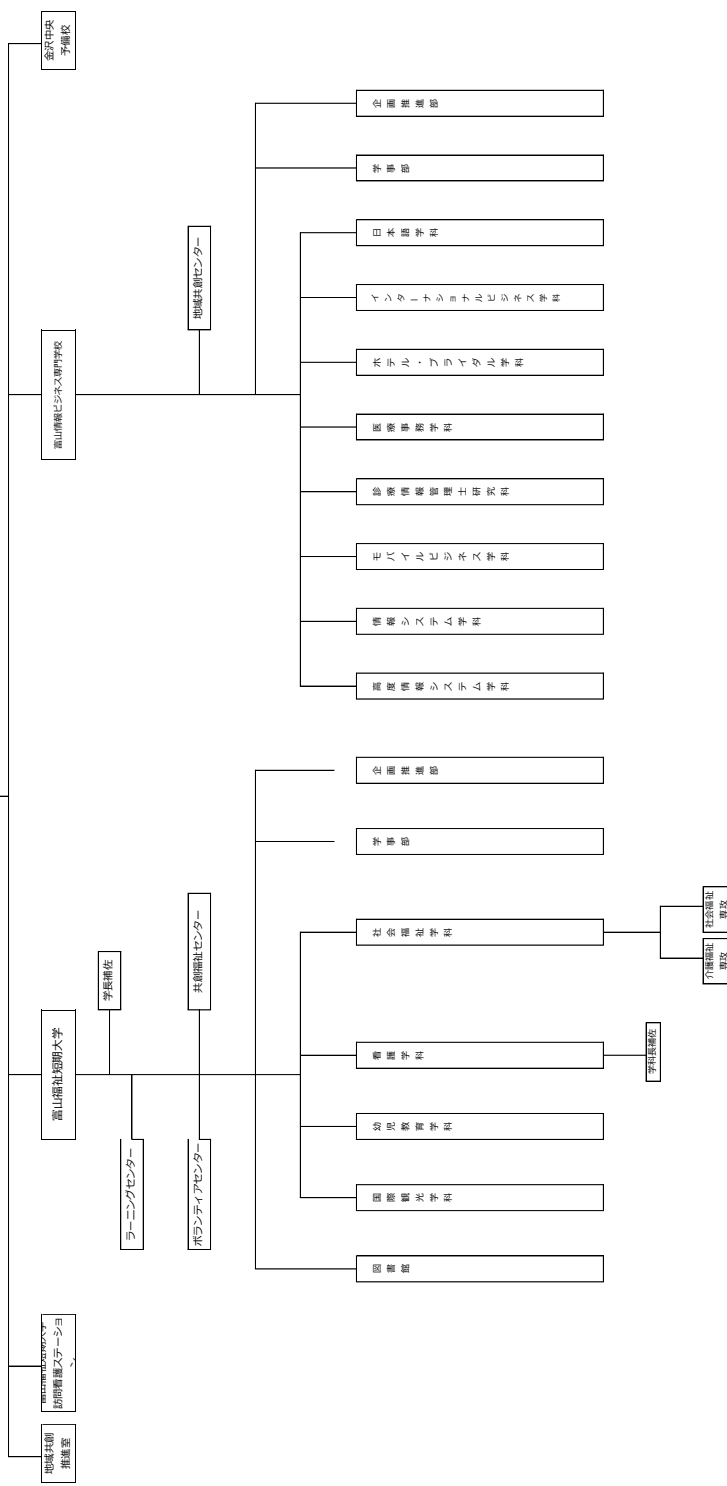 金沢中央
予備校
企画推進部
学事部
地域共創センター
日本語学科
インターナショナルビジネス学科
富山情報ビジネス専門学校
ホテル・ブライダル学科
医療事務学科
診療情報管理士研究科
モバイルビジネス学科
情報システム学科
高度情報システム学科
企画推進部
学事部
社会福祉学科
社会福祉
専攻
介護福祉
専攻
共創福祉センター
学長補佐
富山福祉短期大学
看護学科
学科長補佐
幼児教育学科
ラーニングセンター
ボランティアセンター
国際観光学科
図書館
富山福祉短期大学
訪問看護ステーショ
ン
地域共創
推進室